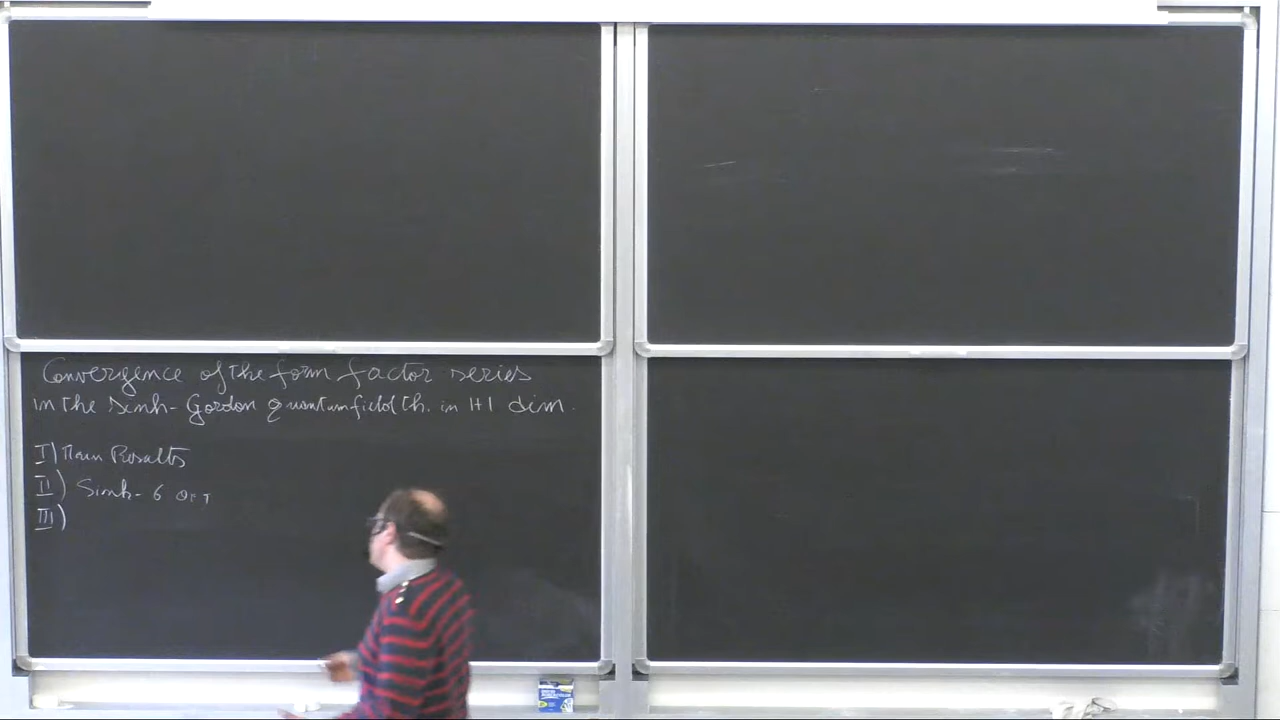 Convergence of the form factor series
in the Sinh-Gordon quantum field th. in 1+1 dim.
I) Main Results
II) Sinh-G QFT
III)